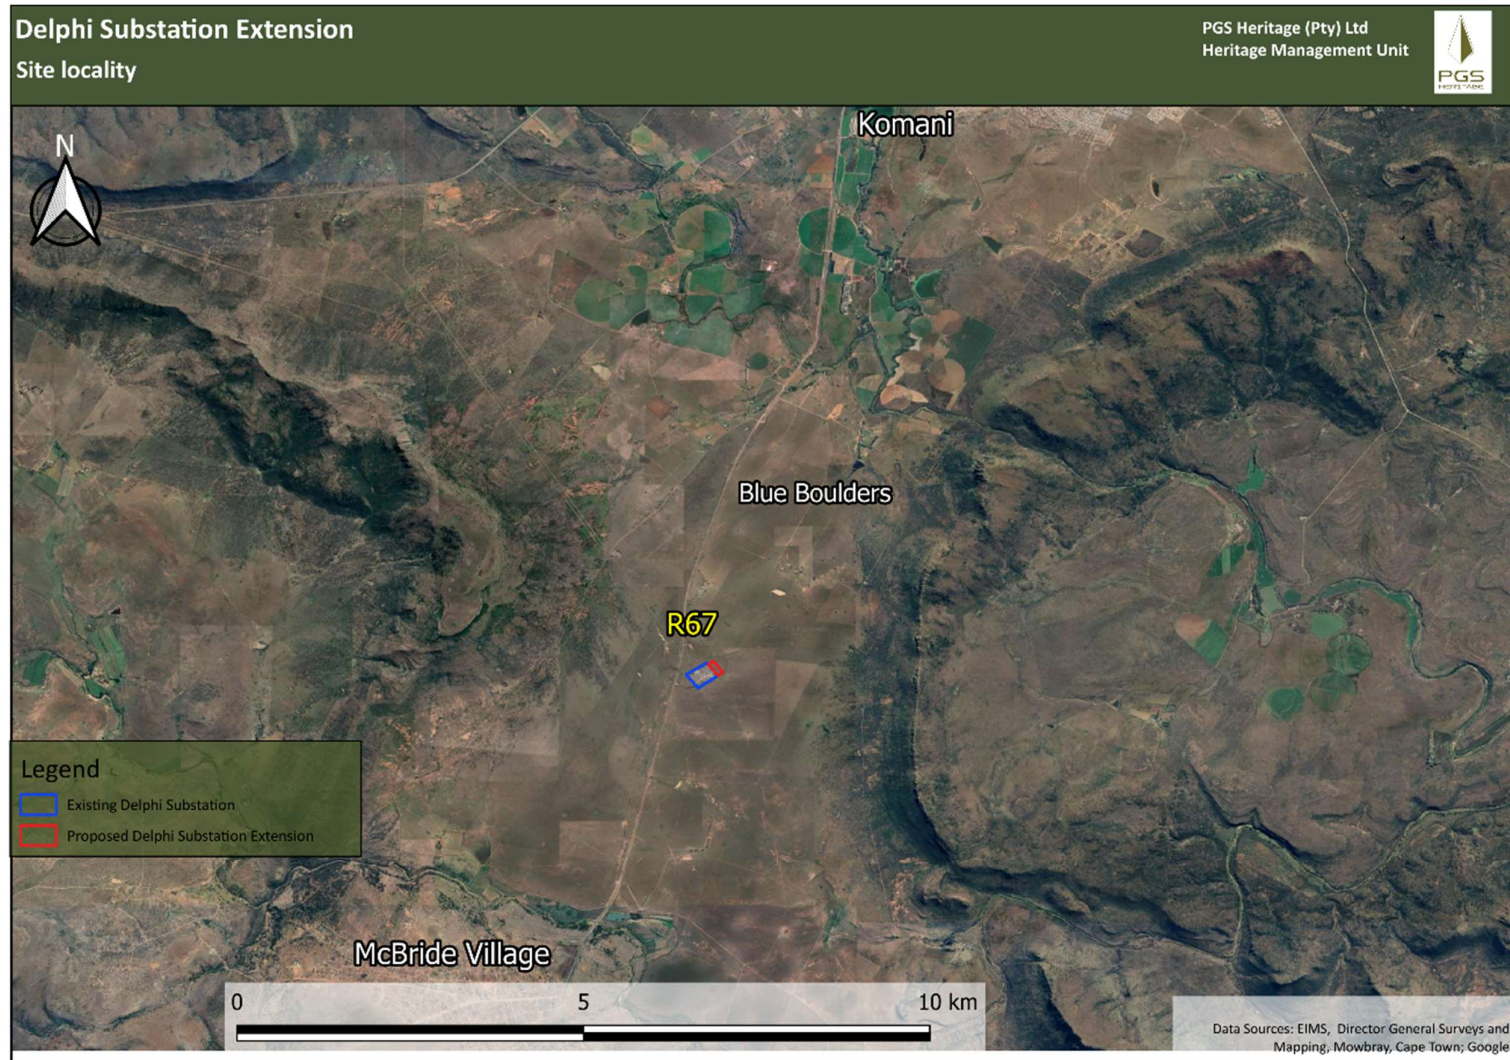 Delphi Substation Extension
Site locality
PGS Heritage (Pty) Ltd
Heritage Management Unit
PGS
HERITAGE
N
Komani
Blue Boulders
R67
Legend
Existing Delphi Substation
Proposed Delphi Substation Extension
McBride Village
0 5 10 km
Data Sources: EIMS, Director General Surveys and
Mapping, Mowbray, Cape Town; Google